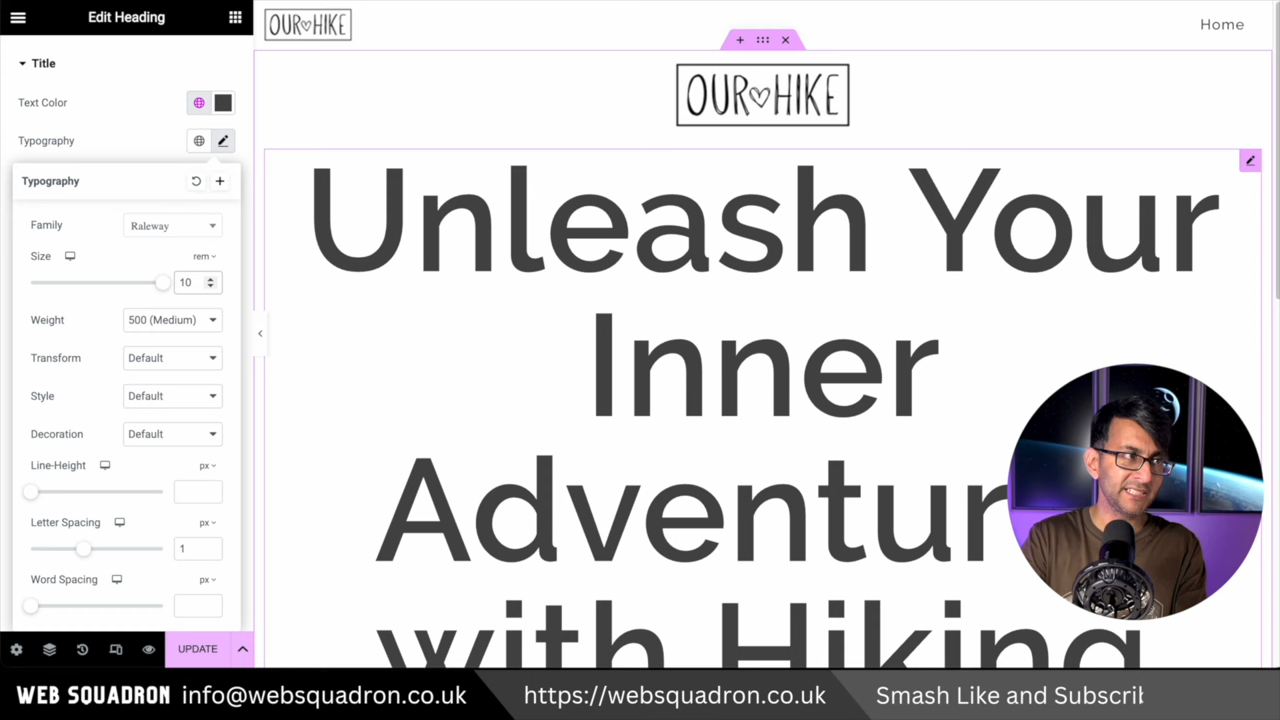 Edit Heading
Title
Text Color
Typography
Typography
Family
Raleway
Size
rem
10
Weight
500 (Medium)
Transform
Default
Style
Default
Decoration
Default
Line-Height
px
Letter Spacing
px
1
Word Spacing
px
UPDATE
OUR HIKE
Home
OUR HIKE
Unleash Your
Inner
Adventur
with Hiking
WEB SQUADRON info@websquadron.co.uk https://websquadron.co.uk Smash Like and Subscrib